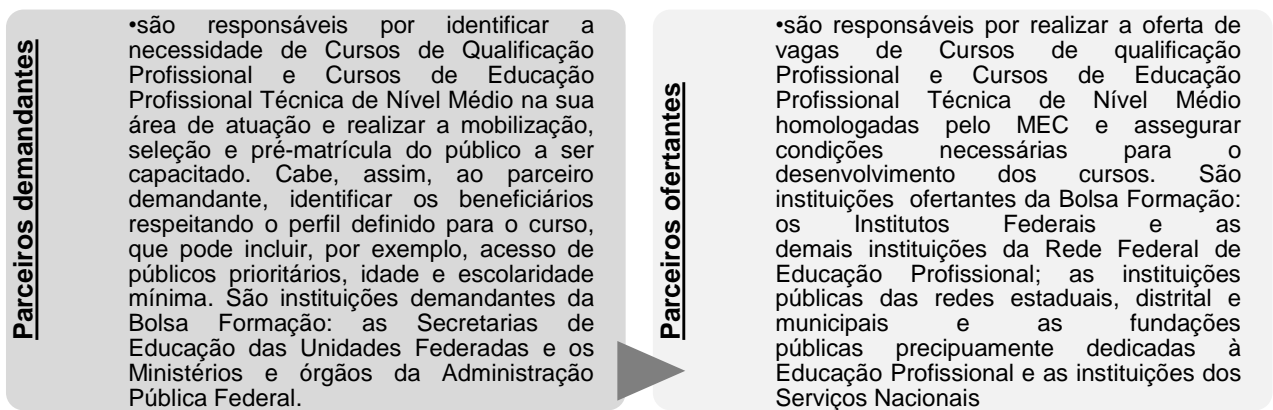 Parceiros demandantes
•são responsáveis por identificar a
necessidade de Cursos de Qualificação
Profissional e Cursos de Educação
Profissional Técnica de Nível Médio na sua
área de atuação e realizar a mobilização,
seleção e pré-matrícula do público a ser
capacitado. Cabe, assim, ao parceiro
demandante, identificar os beneficiários
respeitando o perfil definido para o curso,
que pode incluir, por exemplo, acesso de
públicos prioritários, idade e escolaridade
mínima. São instituições demandantes da
Bolsa Formação: as Secretarias de
Educação das Unidades Federadas e os
Ministérios e órgãos da Administração
Pública Federal.
Parceiros ofertantes
•são responsáveis por realizar a oferta de
vagas de Cursos de qualificação
Profissional e Cursos de Educação
Profissional Técnica de Nível Médio
homologadas pelo MEC e assegurar
condições necessárias para o
desenvolvimento dos cursos. São
instituições ofertantes da Bolsa Formação:
os Institutos Federais e as
demais instituições da Rede Federal de
Educação Profissional; as instituições
públicas das redes estaduais, distrital e
municipais e as fundações
públicas precipuamente dedicadas à
Educação Profissional e as instituições dos
Serviços Nacionais